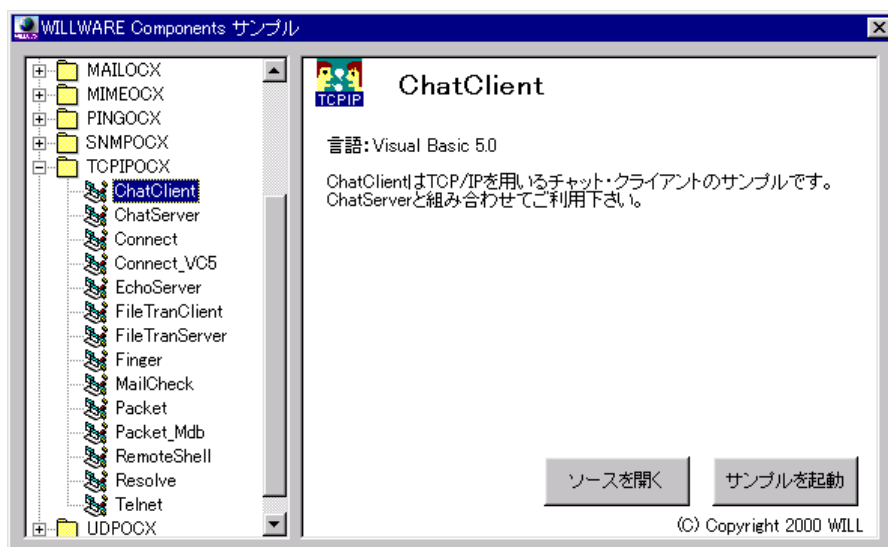 WILLWARE Components サンプル
MAILOCX
MIMEOCX
PINGOCX
SNMPOCX
TCPIPOCX
ChatClient
ChatServer
Connect
Connect_VC5
EchoServer
FileTranClient
FileTranServer
Finger
MailCheck
Packet
Packet_Mdb
RemoteShell
Resolve
Telnet
UDPOCX
TCPIP
ChatClient
言語:Visual Basic 5.0
ChatClientはTCP/IPを用いるチャット・クライアントのサンプルです。
ChatServerと組み合わせてご利用下さい。
ソースを開く
サンプルを起動
(C) Copyright 2000 WILL